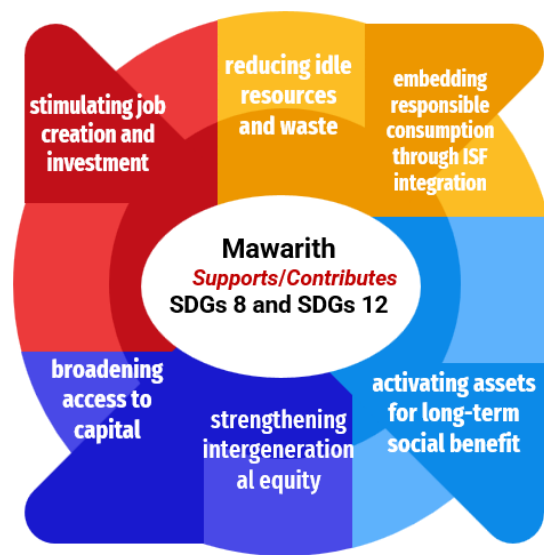 reducing idle
resources
and waste
embedding
responsible
consumption
through ISF
integration
stimulating job
creation and
investment
Mawarith
Supports/Contributes
SDGs 8 and SDGs 12
broadening
access to
capital
strengthening
intergeneration
al equity
activating assets
for long-term
social benefit